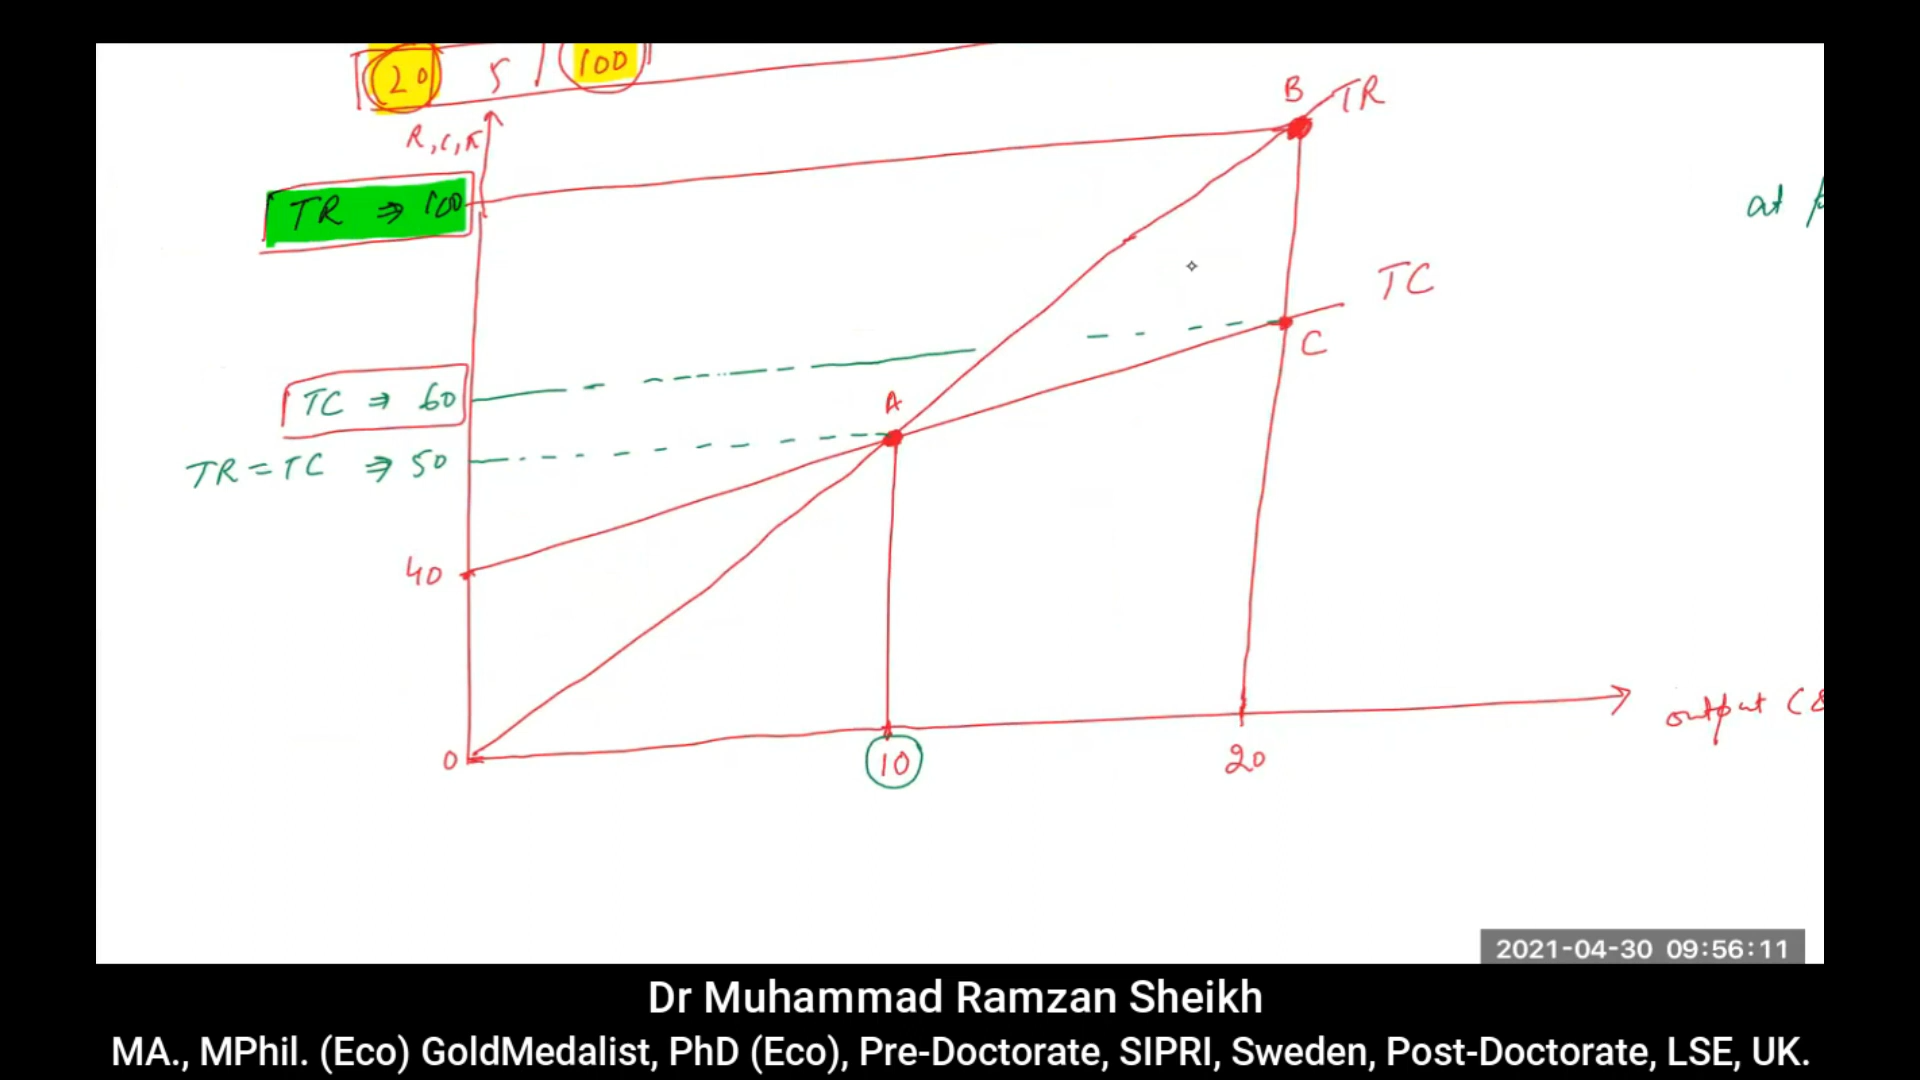 20 5 100
B TR
R, C, π
TR ⇒ 100
at
TC
C
TC ⇒ 60
A
TR = TC ⇒ 50
40
output (
0 10 20
2021-04-30 09:56:11
Dr Muhammad Ramzan Sheikh
MA., MPhil. (Eco) GoldMedalist, PhD (Eco), Pre-Doctorate, SIPRI, Sweden, Post-Doctorate, LSE, UK.